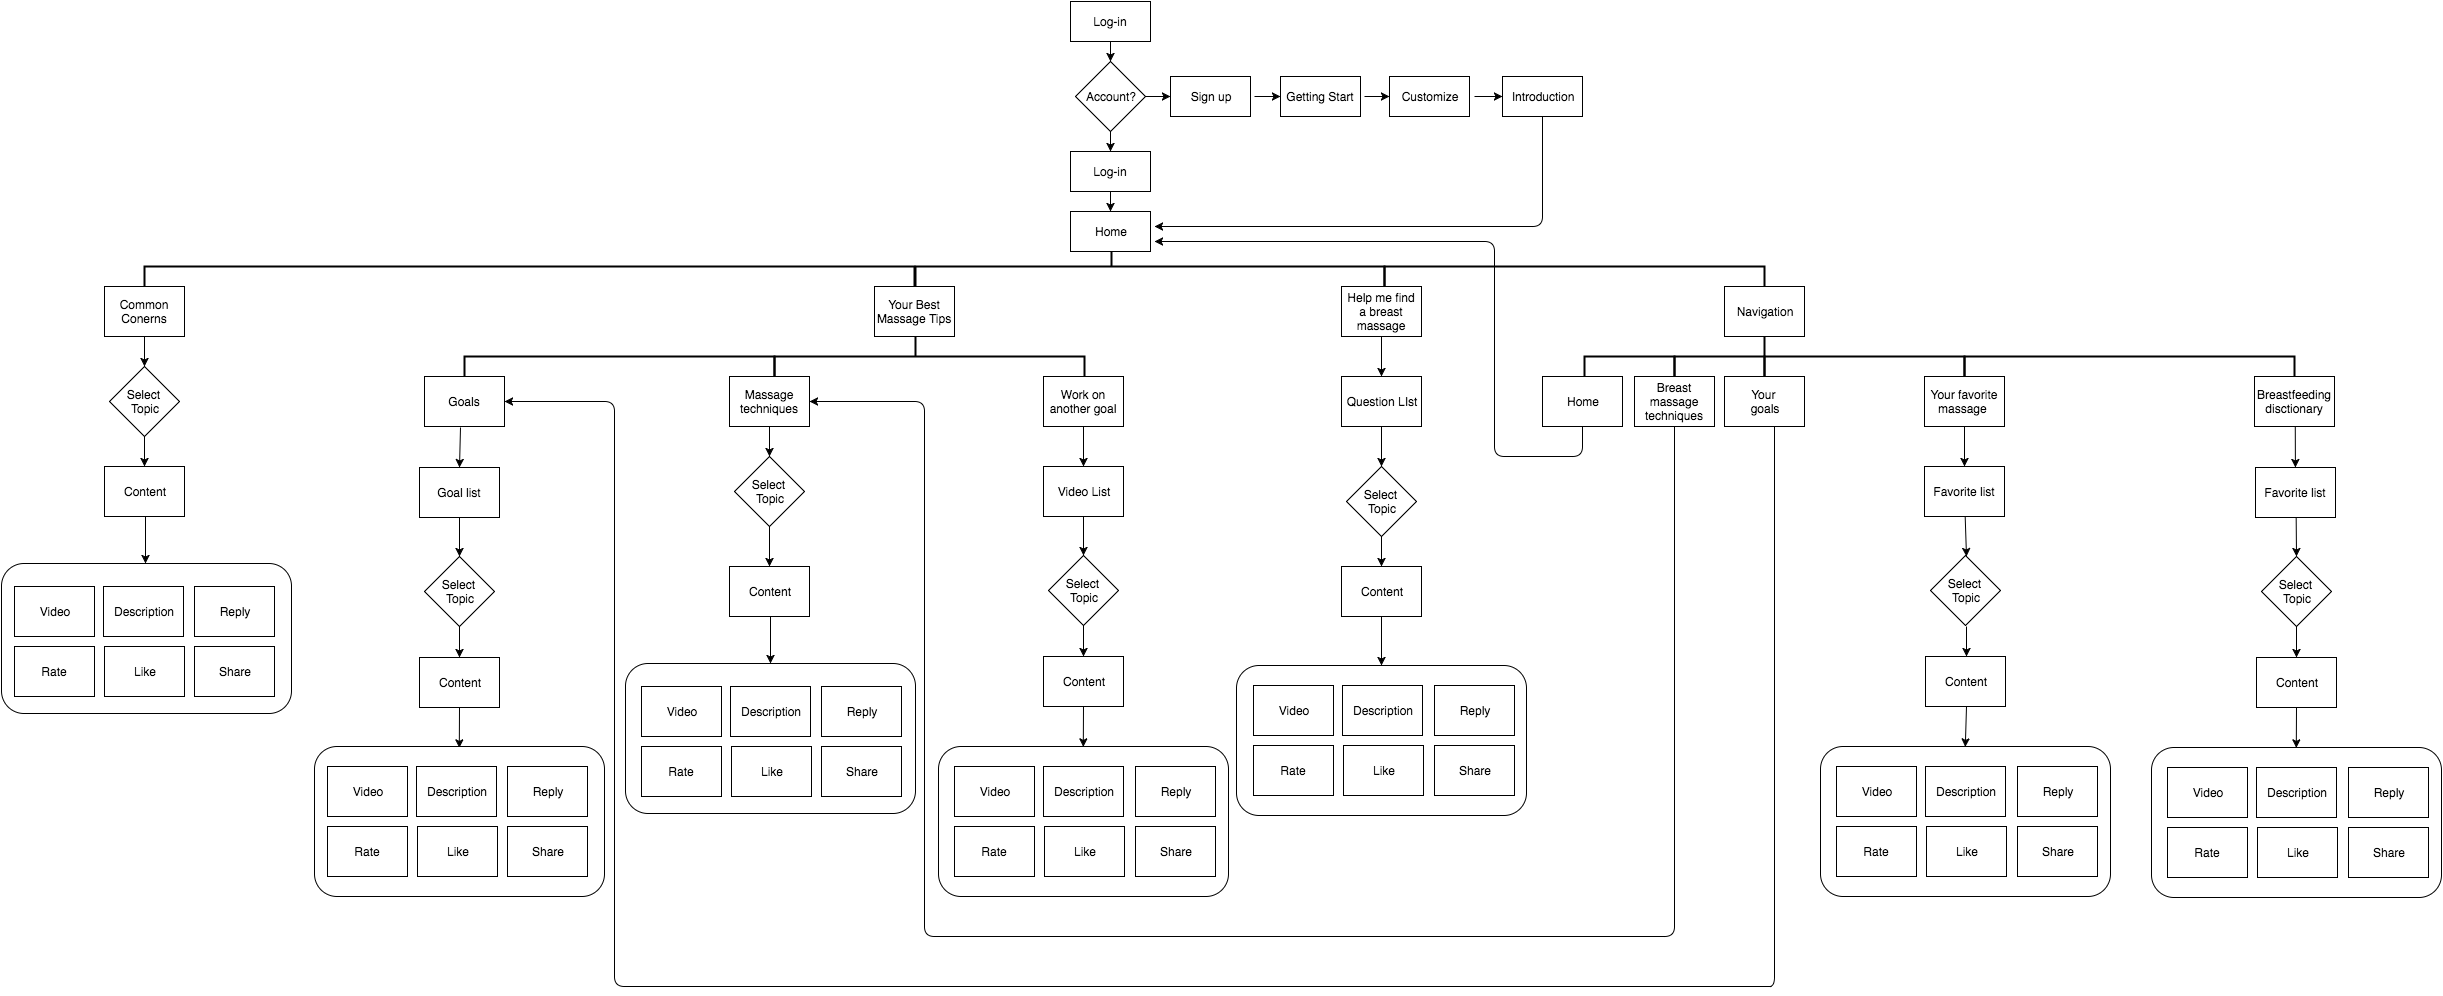 Log-in
Account?
Sign up
Getting Start
Customize
Introduction
Log-in
Home
Common
Conerns
Your Best
Massage Tips
Help me find
a breast
massage
Navigation
Select
Topic
Goals
Massage
techniques
Work on
another goal
Question LIst
Home
Breast
massage
techniques
Your
goals
Your favorite
massage
Breastfeeding
disctionary
Content
Goal list
Select
Topic
Video List
Select
Topic
Favorite list
Favorite list
Video
Description
Reply
Rate
Like
Share
Select
Topic
Content
Select
Topic
Content
Select
Topic
Select
Topic
Content
Video
Description
Reply
Rate
Like
Share
Content
Video
Description
Reply
Rate
Like
Share
Content
Content
Video
Description
Reply
Rate
Like
Share
Video
Description
Reply
Rate
Like
Share
Video
Description
Reply
Rate
Like
Share
Video
Description
Reply
Rate
Like
Share